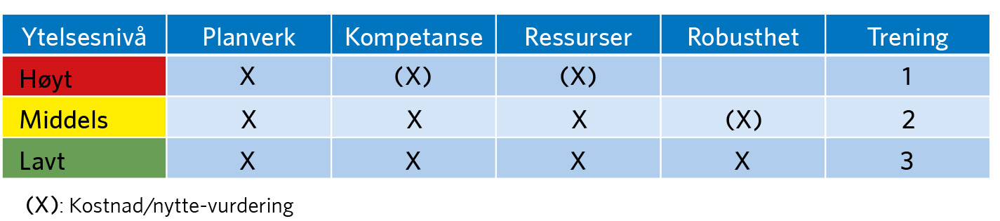 Ytelsesnivå Planverk Kompetanse Ressurser Robusthet Trening
Høyt X (X) (X) 1
Middels X X X (X) 2
Lavt X X X X 3
(X): Kostnad/nytte-vurdering